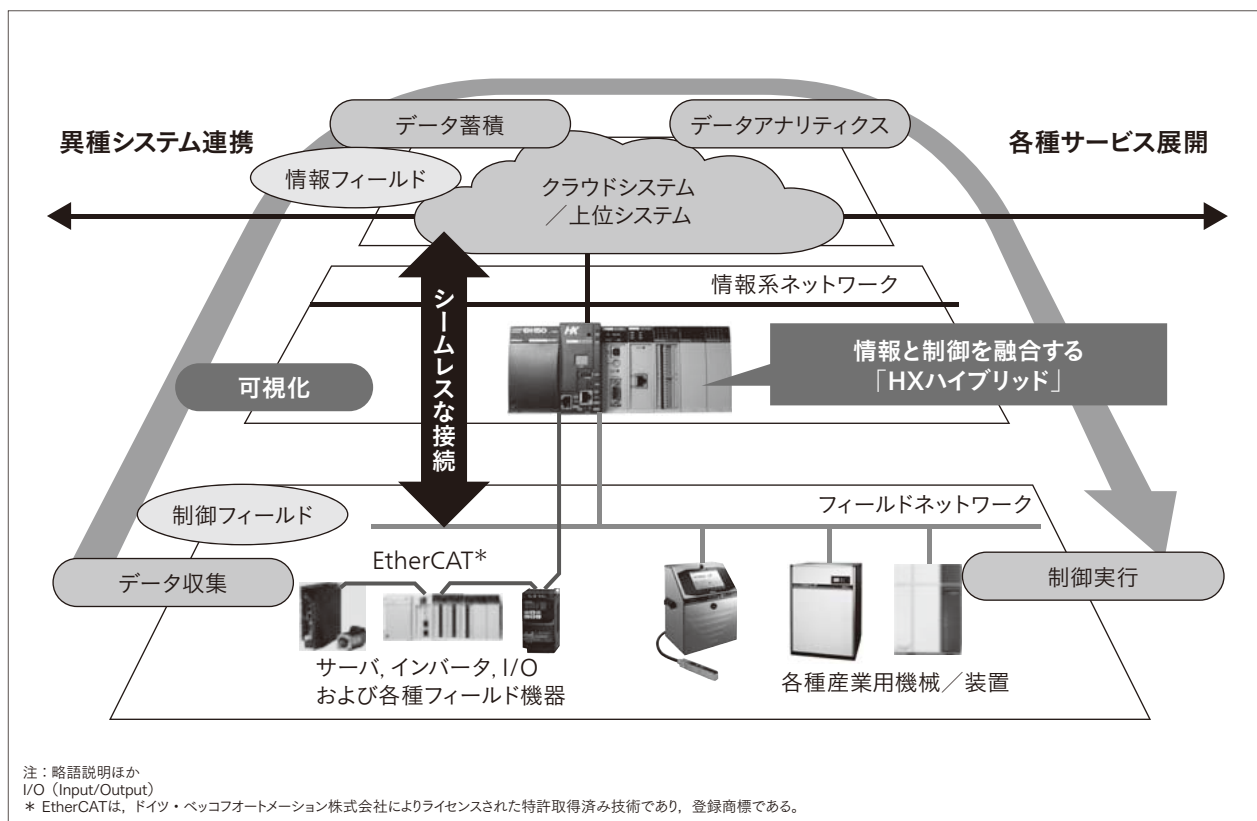 データ蓄積
データアナリティクス
異種システム連携
各種サービス展開
情報フィールド
クラウドシステム
／上位システム
情報系ネットワーク
シームレスな接続
EH150
HX
情報と制御を融合する
「HXハイブリッド」
可視化
制御フィールド
フィールドネットワーク
EtherCAT*
データ収集
制御実行
サーバ, インバータ, I/O
および各種フィールド機器
各種産業用機械／装置
注：略語説明ほか
I/O（Input/Output）
＊ EtherCATは，ドイツ・ベッコフオートメーション株式会社によりライセンスされた特許取得済み技術であり，登録商標である。